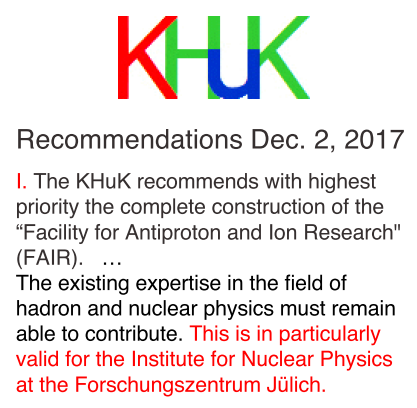 KHuK
Recommendations Dec. 2, 2017
I. The KHuK recommends with highest
priority the complete construction of the
“Facility for Antiproton and Ion Research"
(FAIR).   …
The existing expertise in the field of
hadron and nuclear physics must remain
able to contribute. This is in particularly
valid for the Institute for Nuclear Physics
at the Forschungszentrum Jülich.